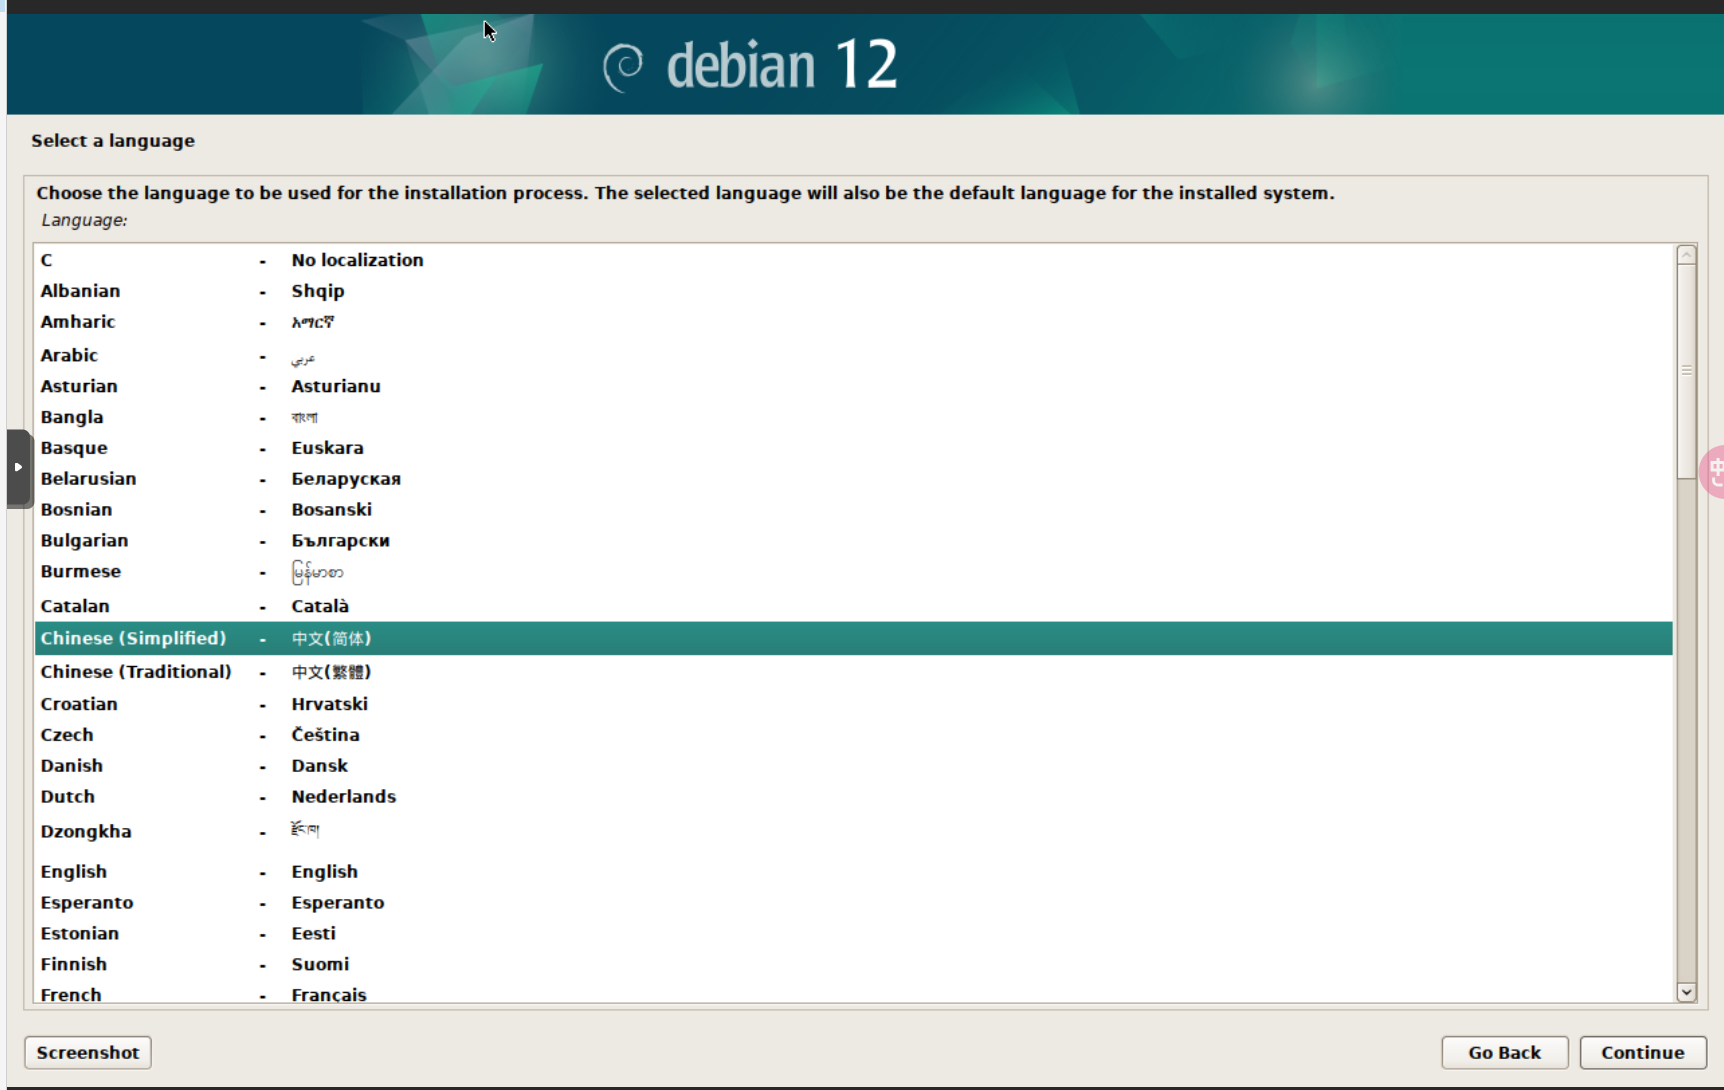 debian 12
Select a language
Choose the language to be used for the installation process. The selected language will also be the default language for the installed system.
Language:
C - No localization
Albanian - Shqip
Amharic - አማርኛ
Arabic - عربي
Asturian - Asturianu
Bangla - বাংলা
Basque - Euskara
Belarusian - Беларуская
Bosnian - Bosanski
Bulgarian - Български
Burmese - မြန်မာစာ
Catalan - Català
Chinese (Simplified) - 中文(简体)
Chinese (Traditional) - 中文(繁體)
Croatian - Hrvatski
Czech - Čeština
Danish - Dansk
Dutch - Nederlands
Dzongkha - རྫོང་ཁ།
English - English
Esperanto - Esperanto
Estonian - Eesti
Finnish - Suomi
French - Français
Screenshot Go Back Continue